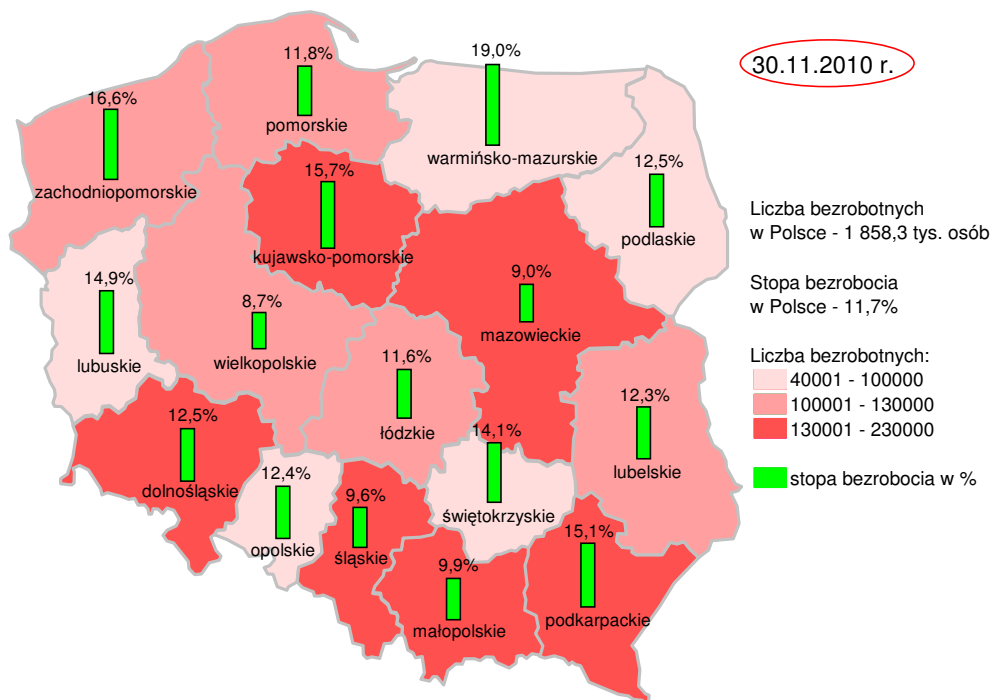 30.11.2010 r.
19,0%
warmińsko-mazurskie
11,8%
pomorskie
16,6%
zachodniopomorskie
15,7%
kujawsko-pomorskie
12,5%
podlaskie
14,9%
lubuskie
8,7%
wielkopolskie
9,0%
mazowieckie
11,6%
łódzkie
12,5%
dolnośląskie
12,4%
opolskie
9,6%
śląskie
14,1%
świętokrzyskie
12,3%
lubelskie
9,9%
małopolskie
15,1%
podkarpackie
Liczba bezrobotnych
w Polsce - 1 858,3 tys. osób
Stopa bezrobocia
w Polsce - 11,7%
Liczba bezrobotnych:
40001 - 100000
100001 - 130000
130001 - 230000
stopa bezrobocia w %